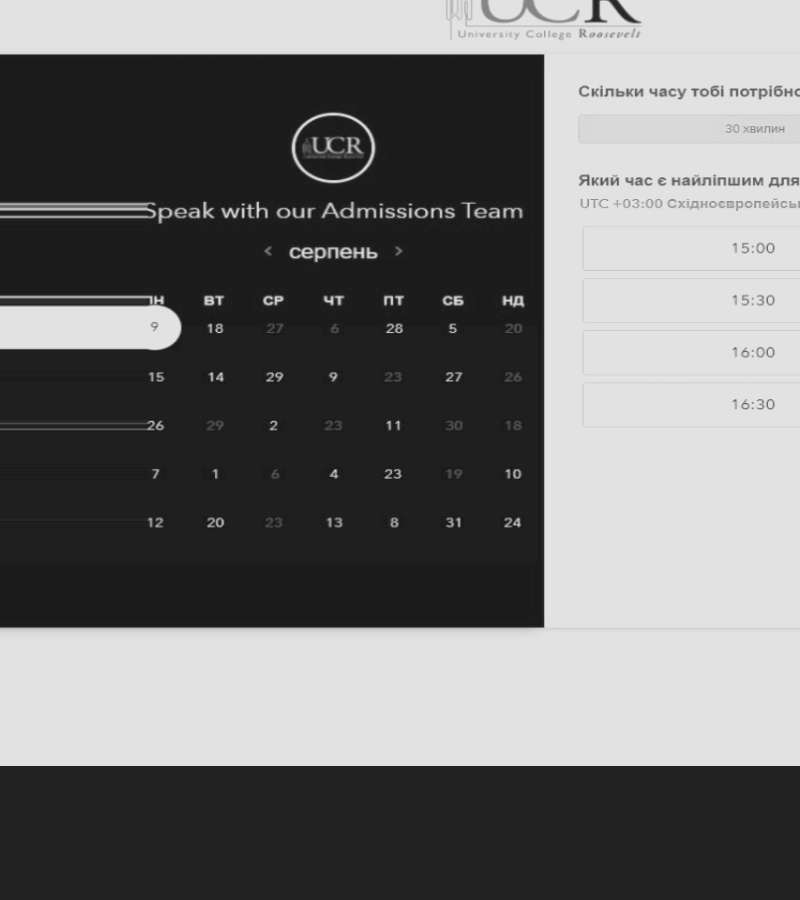 UCR
University College Roosevelt
UCR
Speak with our Admissions Team
< серпень >
ВТ СР ЧТ ПТ СБ НД
9 18 27 6 28 5 20
15 14 29 9 23 27 26
26 29 2 23 11 30 18
7 1 6 4 23 19 10
12 20 23 13 8 31 24
Скільки часу тобі потрібно
30 хвилин
Який час є найліпшим для
UTC +03:00
15:00
15:30
16:00
16:30